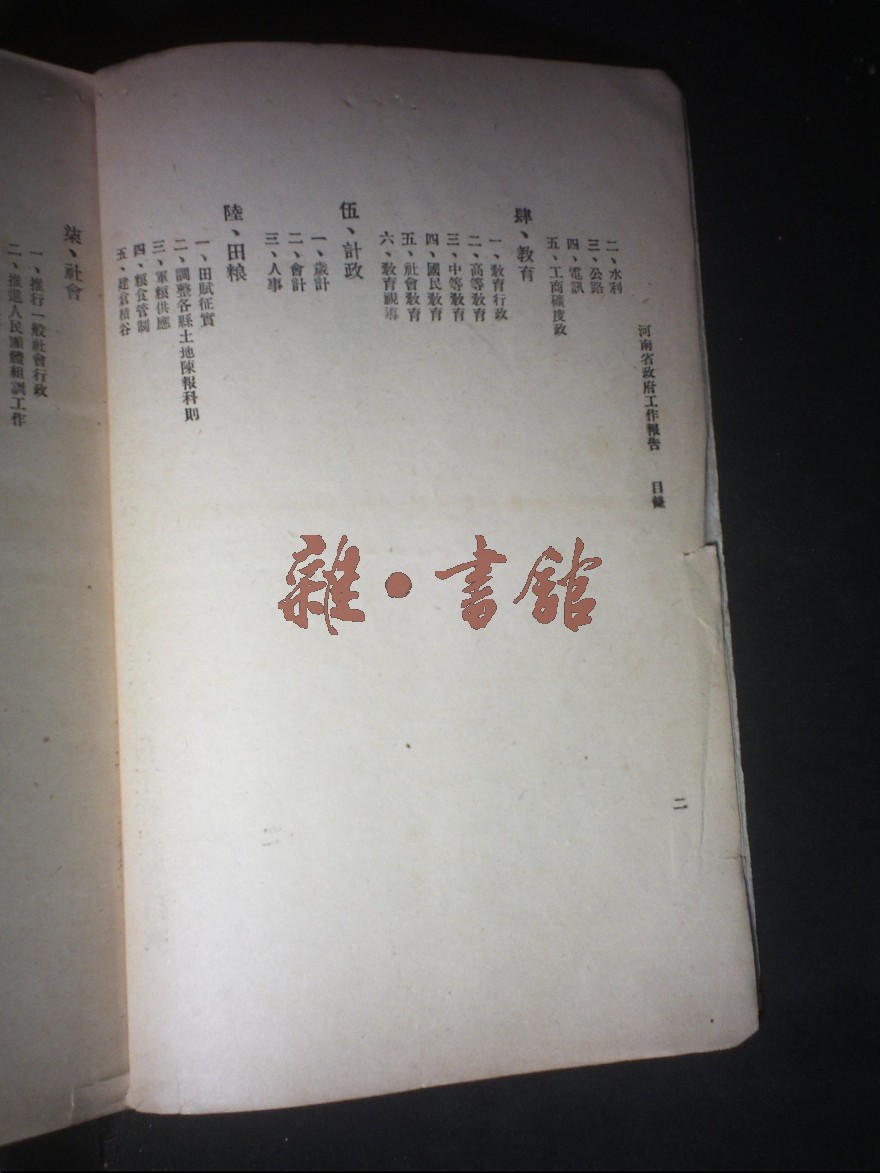 河南省政府工作報告　目錄
二、水利
三、公路
四、電訊
五、工商礦度政
肆、教育
一、教育行政
二、高等教育
三、中等教育
四、國民教育
五、社會教育
六、教育視導
伍、計政
一、歲計
二、會計
三、人事
陸、田粮
一、田賦征實
二、調整各縣土地陳報科則
三、軍粮供應
四、粮食管制
五、建倉積谷
二
柒、社會
一、推行一般社會行政
二、推進人民團體組訓工作
雜·書館